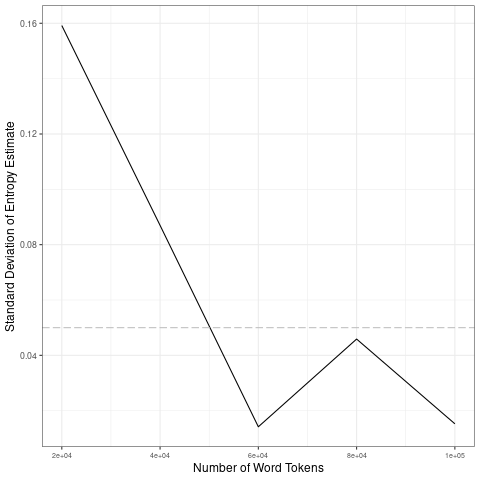 Standard Deviation of Entropy Estimate
0.16
0.12
0.08
0.04
2e+04 4e+04 6e+04 8e+04 1e+05
Number of Word Tokens